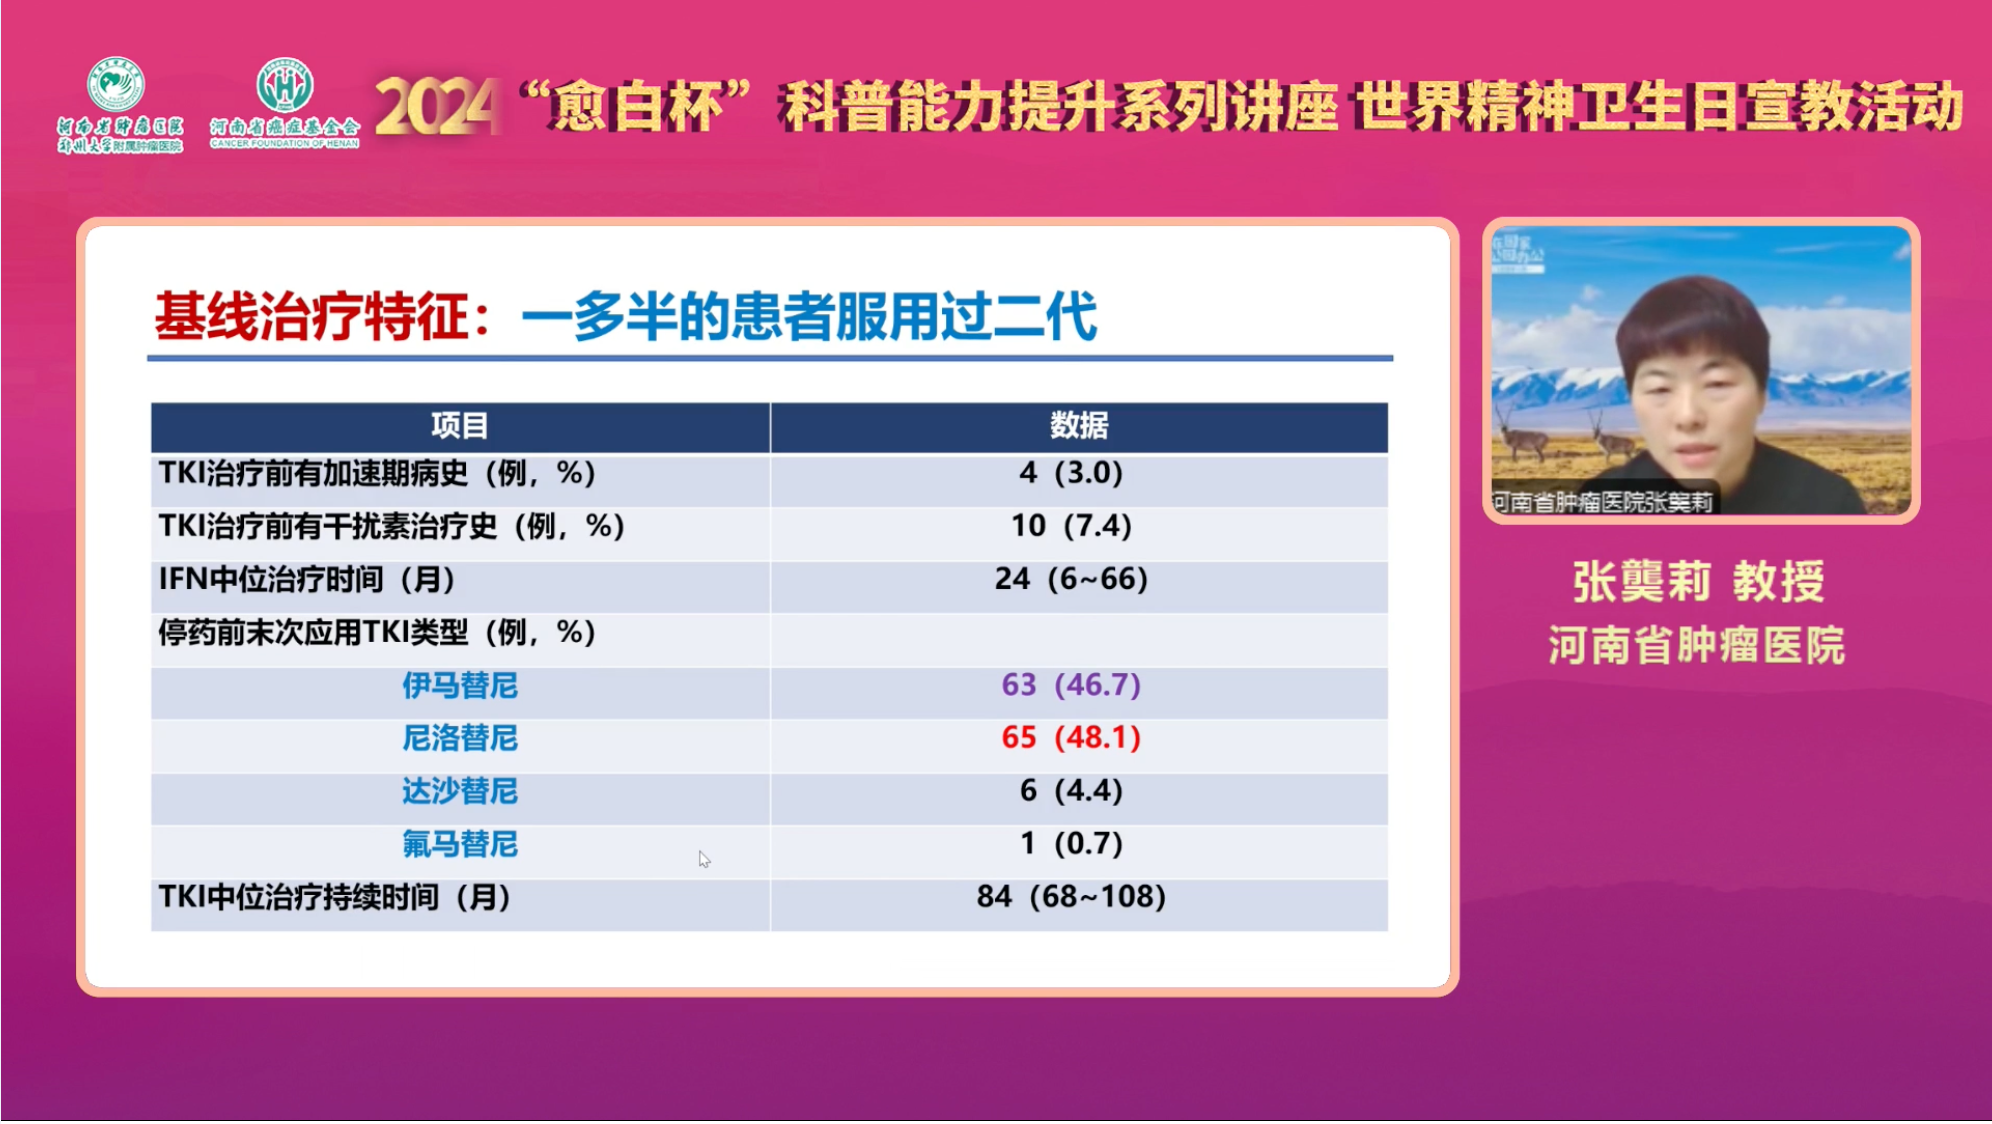 河南省肿瘤医院
郑州大学附属肿瘤医院
河南省癌症基金会
CANCER FOUNDATION OF HENAN
2024“愈白杯”科普能力提升系列讲座 世界精神卫生日宣教活动
基线治疗特征：一多半的患者服用过二代
项目 数据
TKI治疗前有加速期病史（例，%） 4（3.0）
TKI治疗前有干扰素治疗史（例，%） 10（7.4）
IFN中位治疗时间（月） 24（6~66）
停药前末次应用TKI类型（例，%）
伊马替尼 63（46.7）
尼洛替尼 65（48.1）
达沙替尼 6（4.4）
氟马替尼 1（0.7）
TKI中位治疗持续时间（月） 84（68~108）
在国家
公园办公
河南省肿瘤医院张龑莉
张龑莉 教授
河南省肿瘤医院